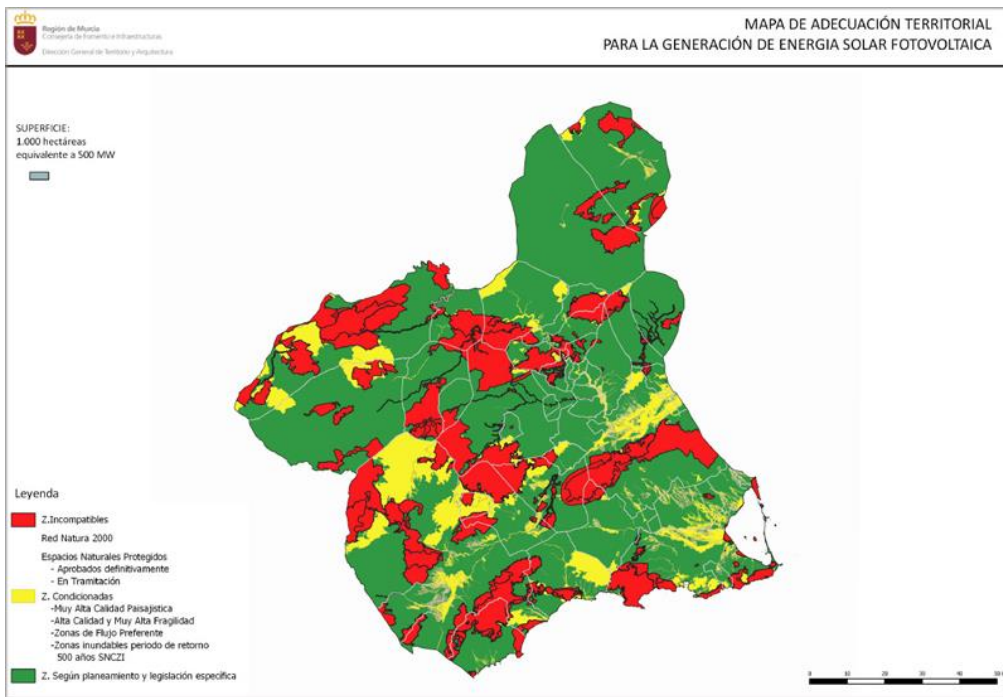 Región de Murcia
Consejería de Fomento e Infraestructuras
Dirección General de Territorio y Arquitectura
MAPA DE ADECUACIÓN TERRITORIAL
PARA LA GENERACIÓN DE ENERGIA SOLAR FOTOVOLTAICA
SUPERFICIE:
1.000 hectáreas
equivalente a 500 MW
Leyenda
Z.Incompatibles
Red Natura 2000
Espacios Naturales Protegidos
- Aprobados definitivamente
- En Tramitación
Z. Condicionadas
-Muy Alta Calidad Paisajística
-Alta Calidad y Muy Alta Fragilidad
-Zonas de Flujo Preferente
-Zonas inundables periodo de retorno
500 años SNCZI
Z. Según planeamiento y legislación específica
0 10 20 30 40